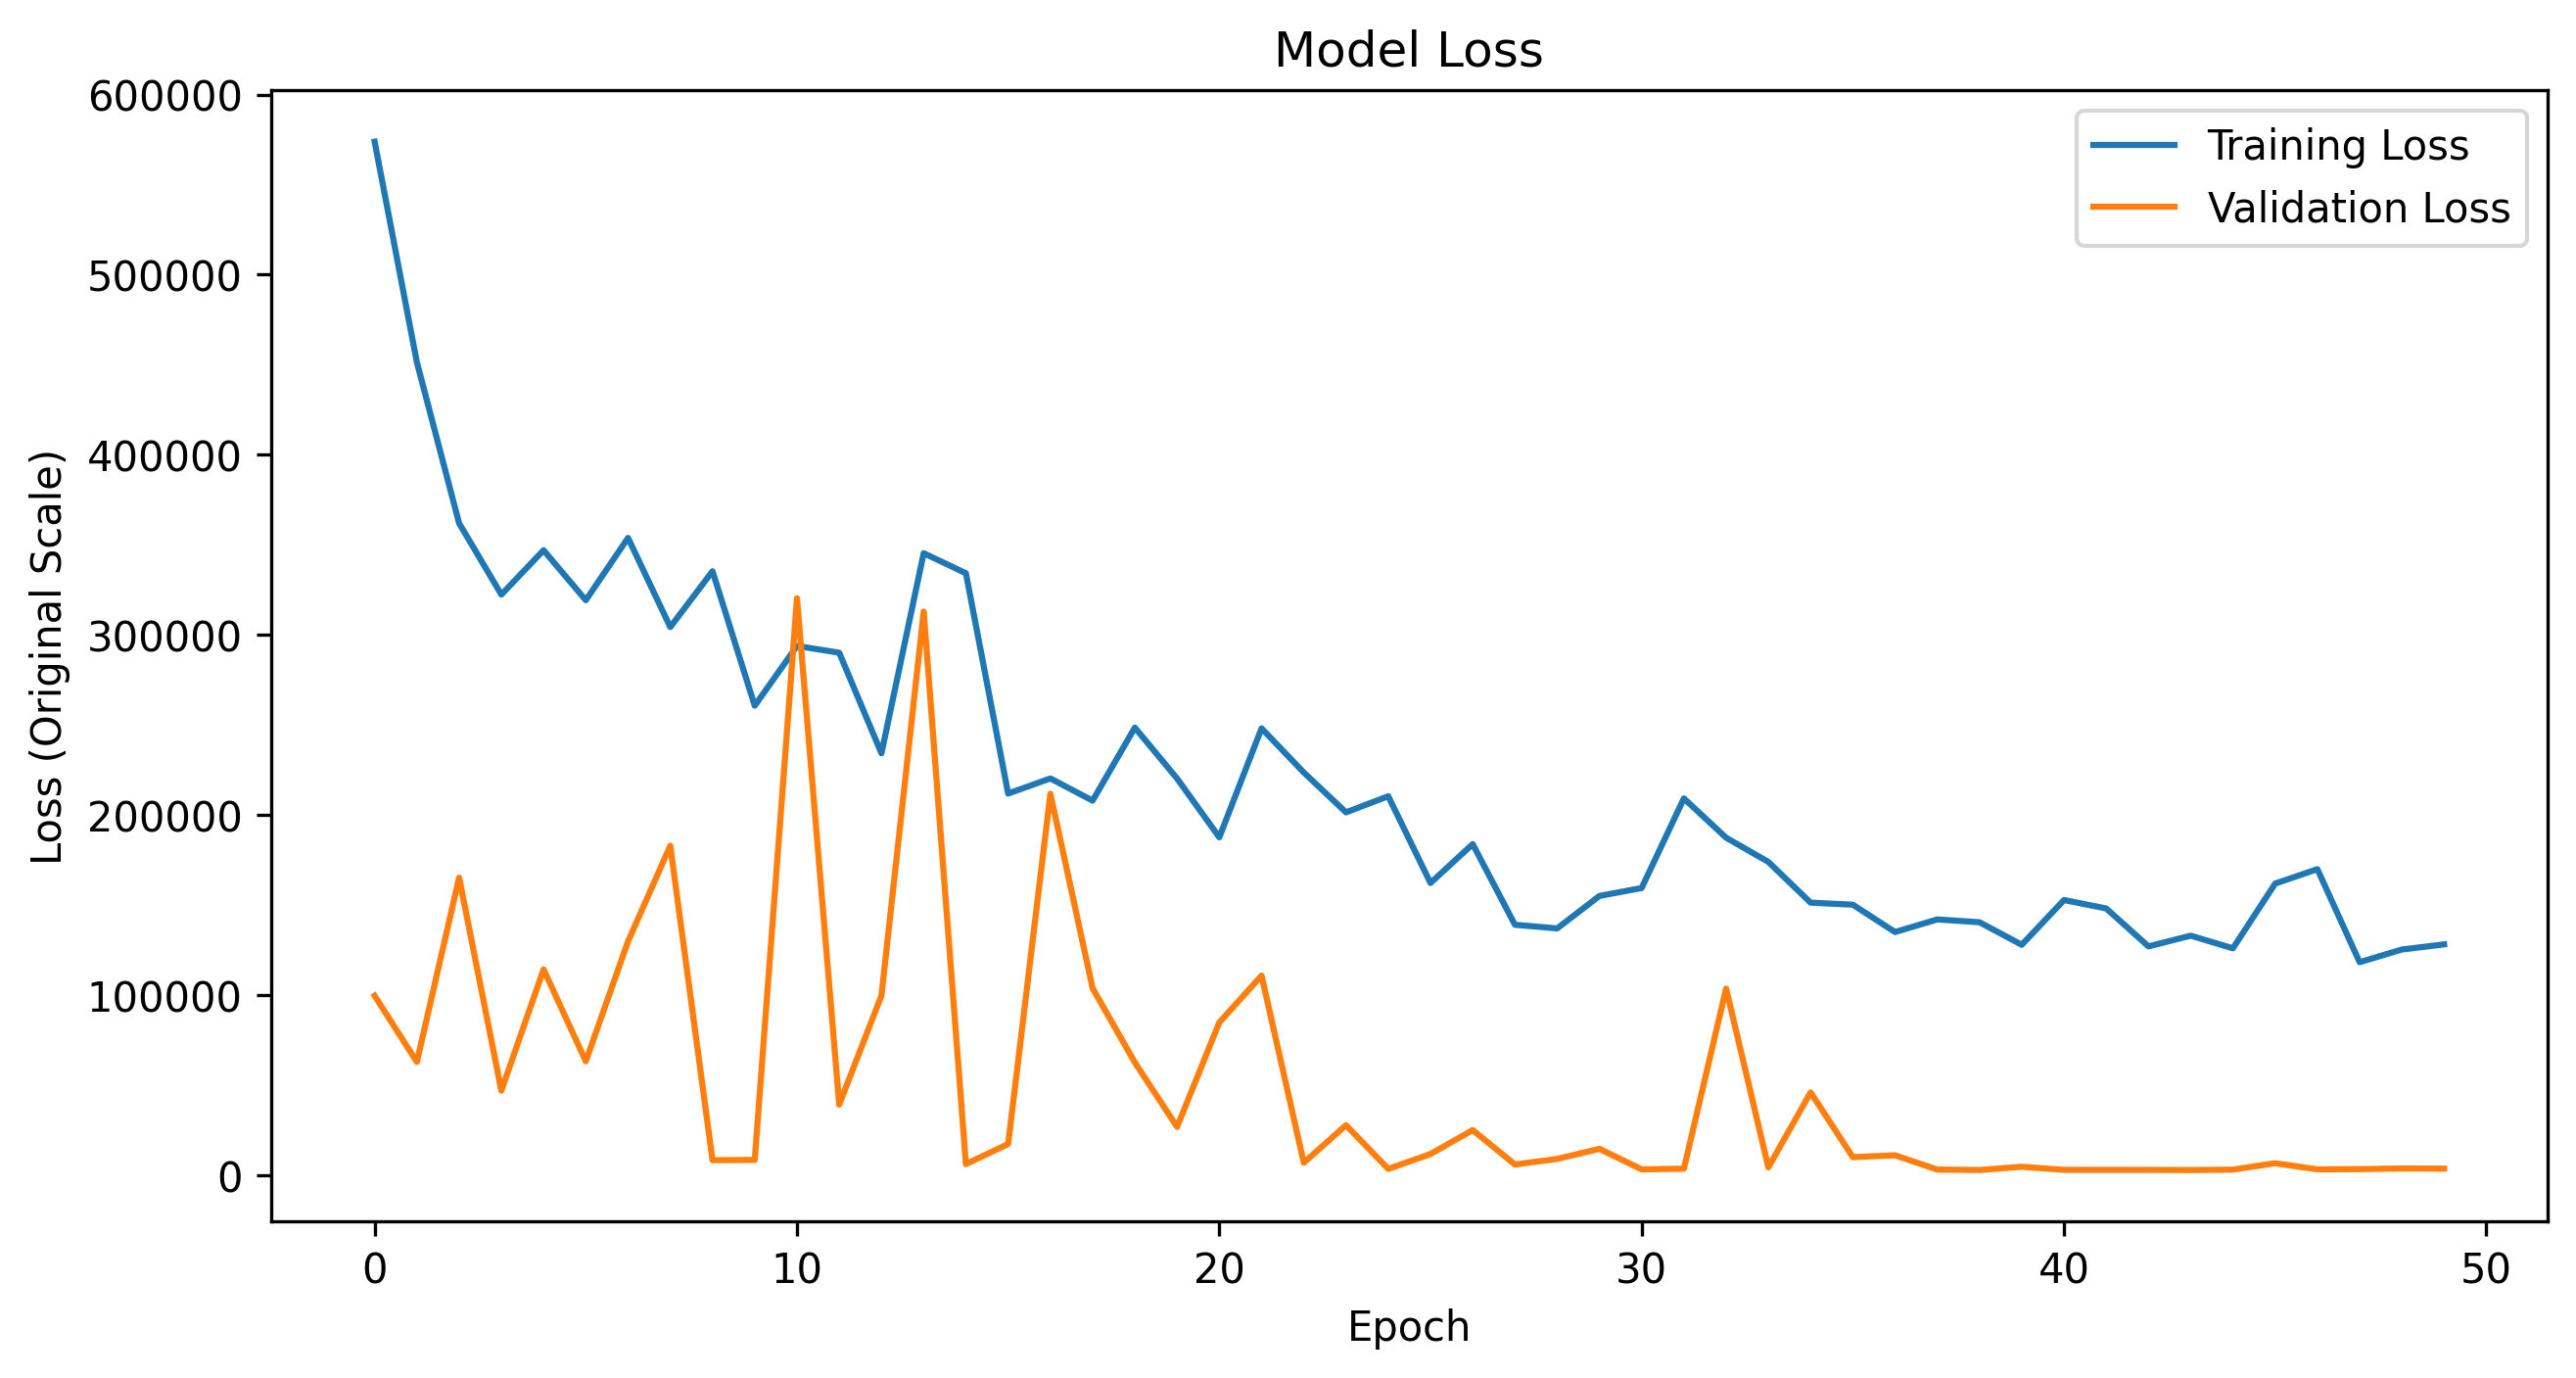 Model Loss
600000
500000
400000
300000
200000
100000
0
Loss (Original Scale)
Training Loss
Validation Loss
0 10 20 30 40 50
Epoch